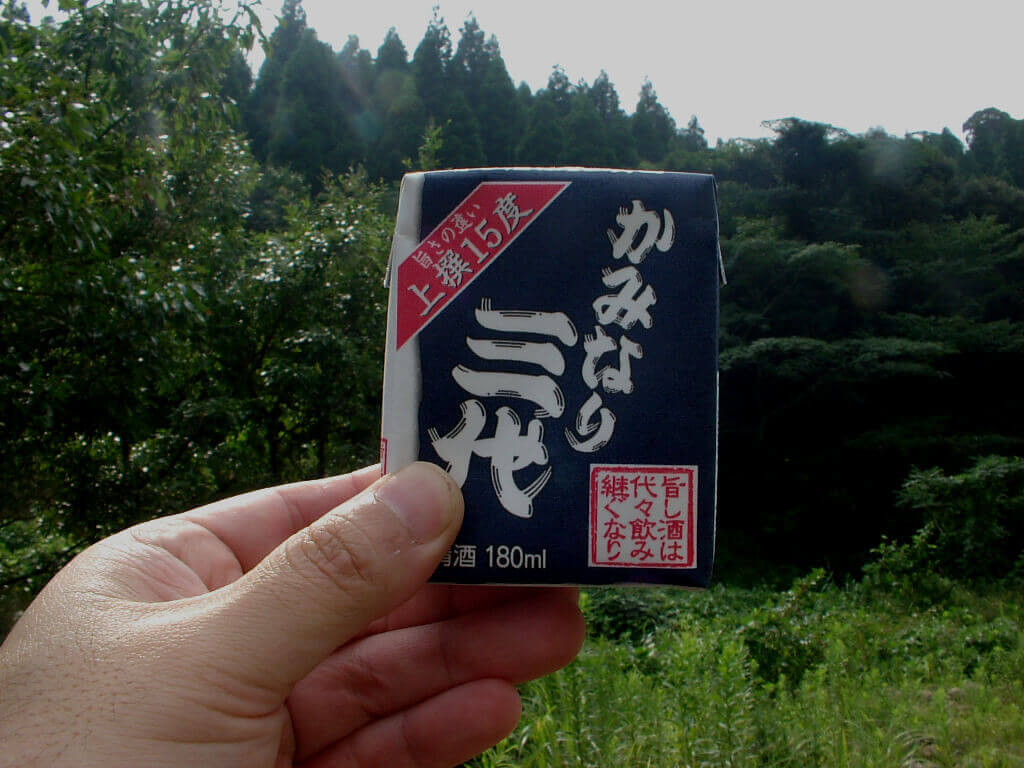 旨さの違い
上撰15度
かみなり
三代
旨し酒は
代々飲み
継ぐなり
清酒 180ml